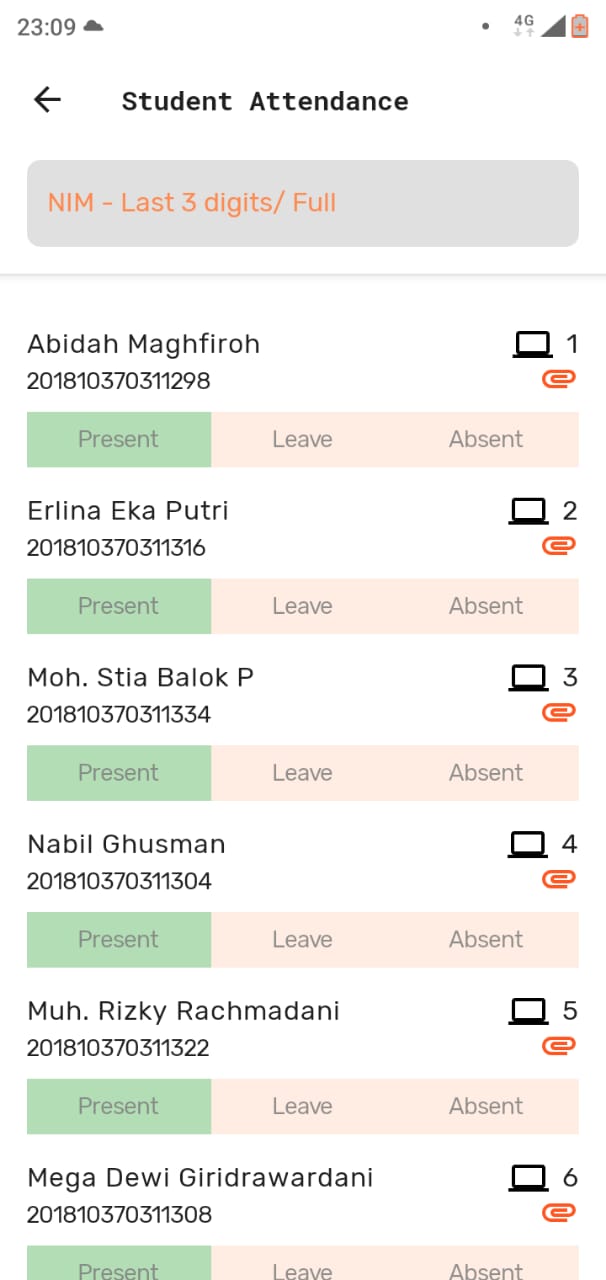 23:09
4G
Student Attendance
NIM - Last 3 digits/ Full
Abidah Maghfiroh 1
201810370311298
Present Leave Absent
Erlina Eka Putri 2
201810370311316
Present Leave Absent
Moh. Stia Balok P 3
201810370311334
Present Leave Absent
Nabil Ghusman 4
201810370311304
Present Leave Absent
Muh. Rizky Rachmadani 5
201810370311322
Present Leave Absent
Mega Dewi Giridrawardani 6
201810370311308
Present Leave Absent